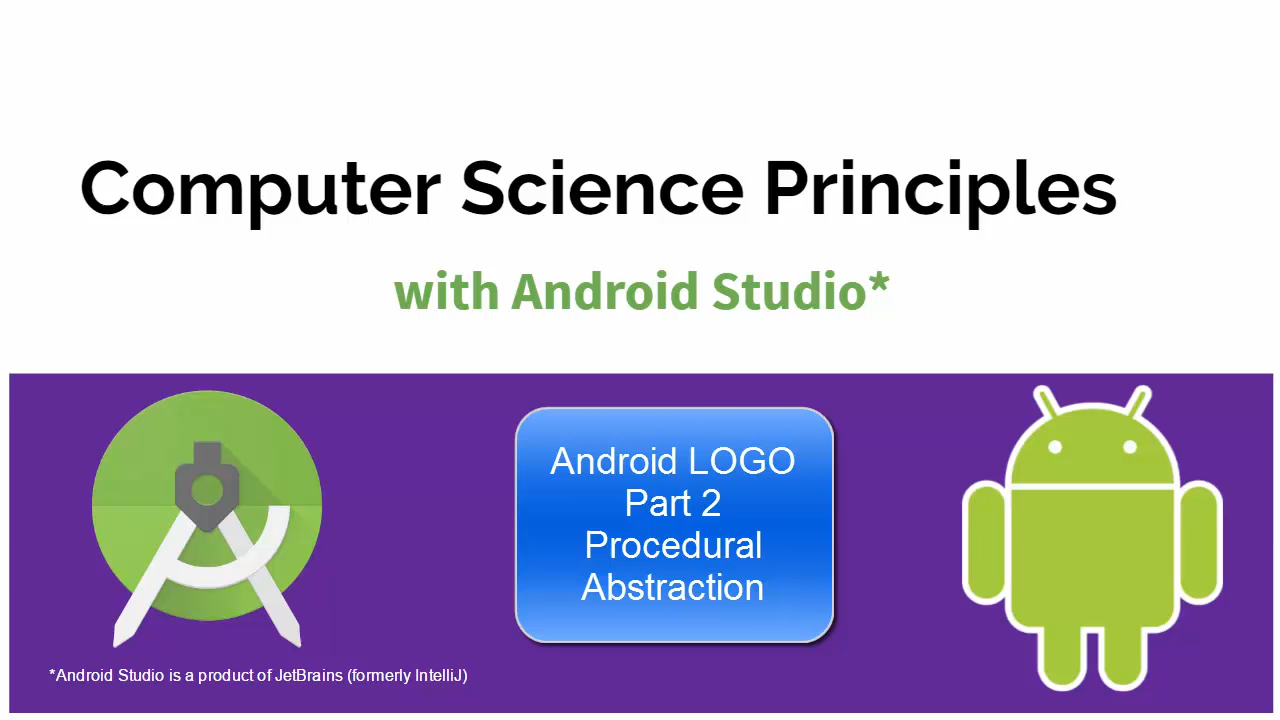 Computer Science Principles
with Android Studio*
Android LOGO
Part 2
Procedural
Abstraction
*Android Studio is a product of JetBrains (formerly IntelliJ)